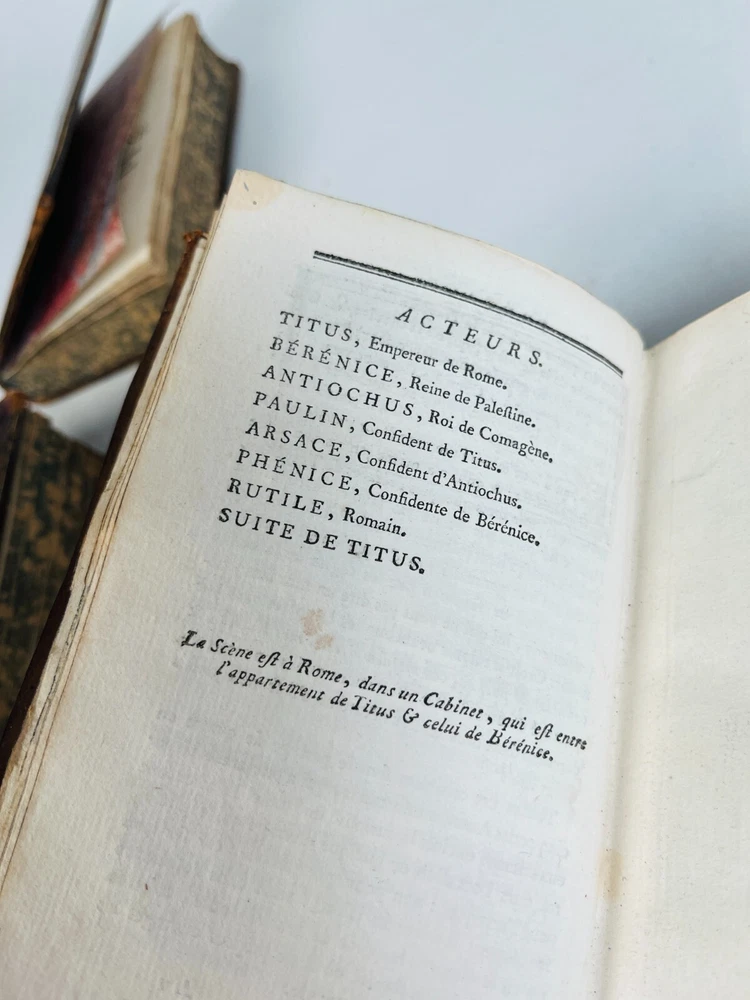 ACTEURS.
TITUS, Empereur de Rome.
BÉRÉNICE, Reine de Paleſtine.
ANTIOCHUS, Roi de Comagène.
PAULIN, Confident de Titus.
ARSACE, Confident d'Antiochus.
PHÉNICE, Confidente de Bérénice.
RUTILE, Romain.
SUITE DE TITUS.
La Scène eſt à Rome, dans un Cabinet, qui eſt entre
l'appartement de Titus & celui de Bérénice.